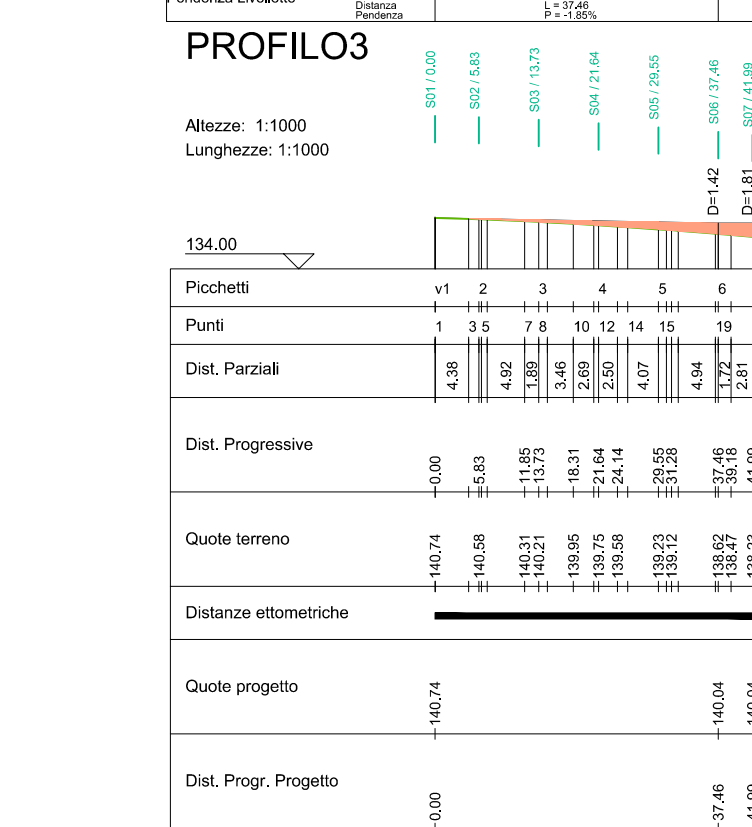 Distanza
Pendenza
L = 37.46
P = -1.85%
PROFILO3
Altezze: 1:1000
Lunghezze: 1:1000
S01 / 0.00
S02 / 5.83
S03 / 13.73
S04 / 21.64
S05 / 29.55
S06 / 37.46
S07 / 41.99
D=1.42
D=1.81
134.00
Picchetti v1 2 3 4 5 6
Punti 1 3 5 7 8 10 12 14 15 19
Dist. Parziali 4.38 4.92 1.89 3.46 2.69 2.50 4.07 4.94 1.72 2.81
Dist. Progressive 0.00 5.83 11.85 13.73 18.31 21.64 24.14 29.55 31.28 37.46 39.18
Quote terreno 140.74 140.58 140.31 140.21 139.95 139.75 139.58 139.23 139.12 138.62 138.47
Distanze ettometriche
Quote progetto 140.74 140.04
Dist. Progr. Progetto 0.00 37.46